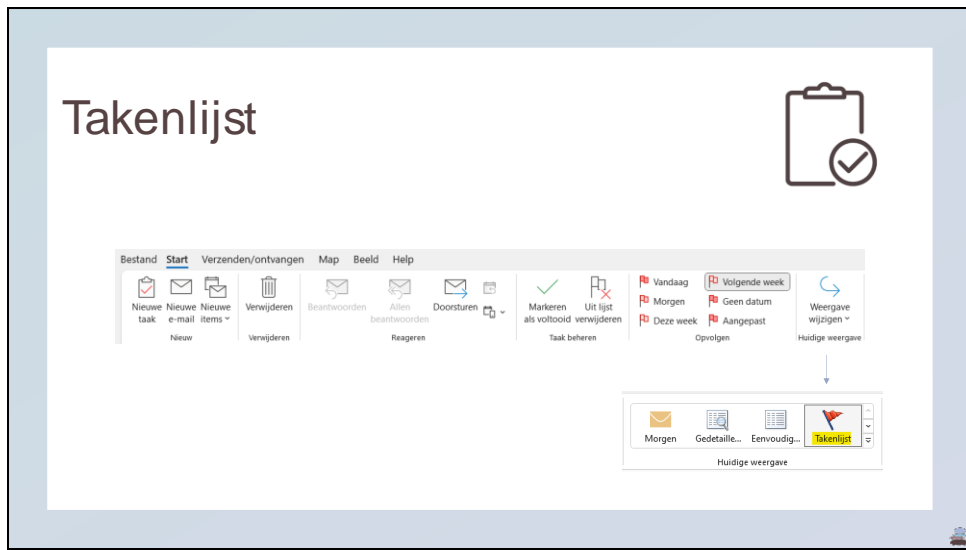 Takenlijst
Bestand Start Verzenden/ontvangen Map Beeld Help
Nieuwe taak
Nieuwe e-mail
Nieuwe items
Verwijderen
Beantwoorden
Allen beantwoorden
Doorsturen
Markeren als voltooid
Uit lijst verwijderen
Vandaag
Morgen
Deze week
Volgende week
Geen datum
Aangepast
Weergave wijzigen
Nieuw
Verwijderen
Reageren
Taak beheren
Opvolgen
Huidige weergave
Morgen
Gedetaille...
Eenvoudig...
Takenlijst
Huidige weergave